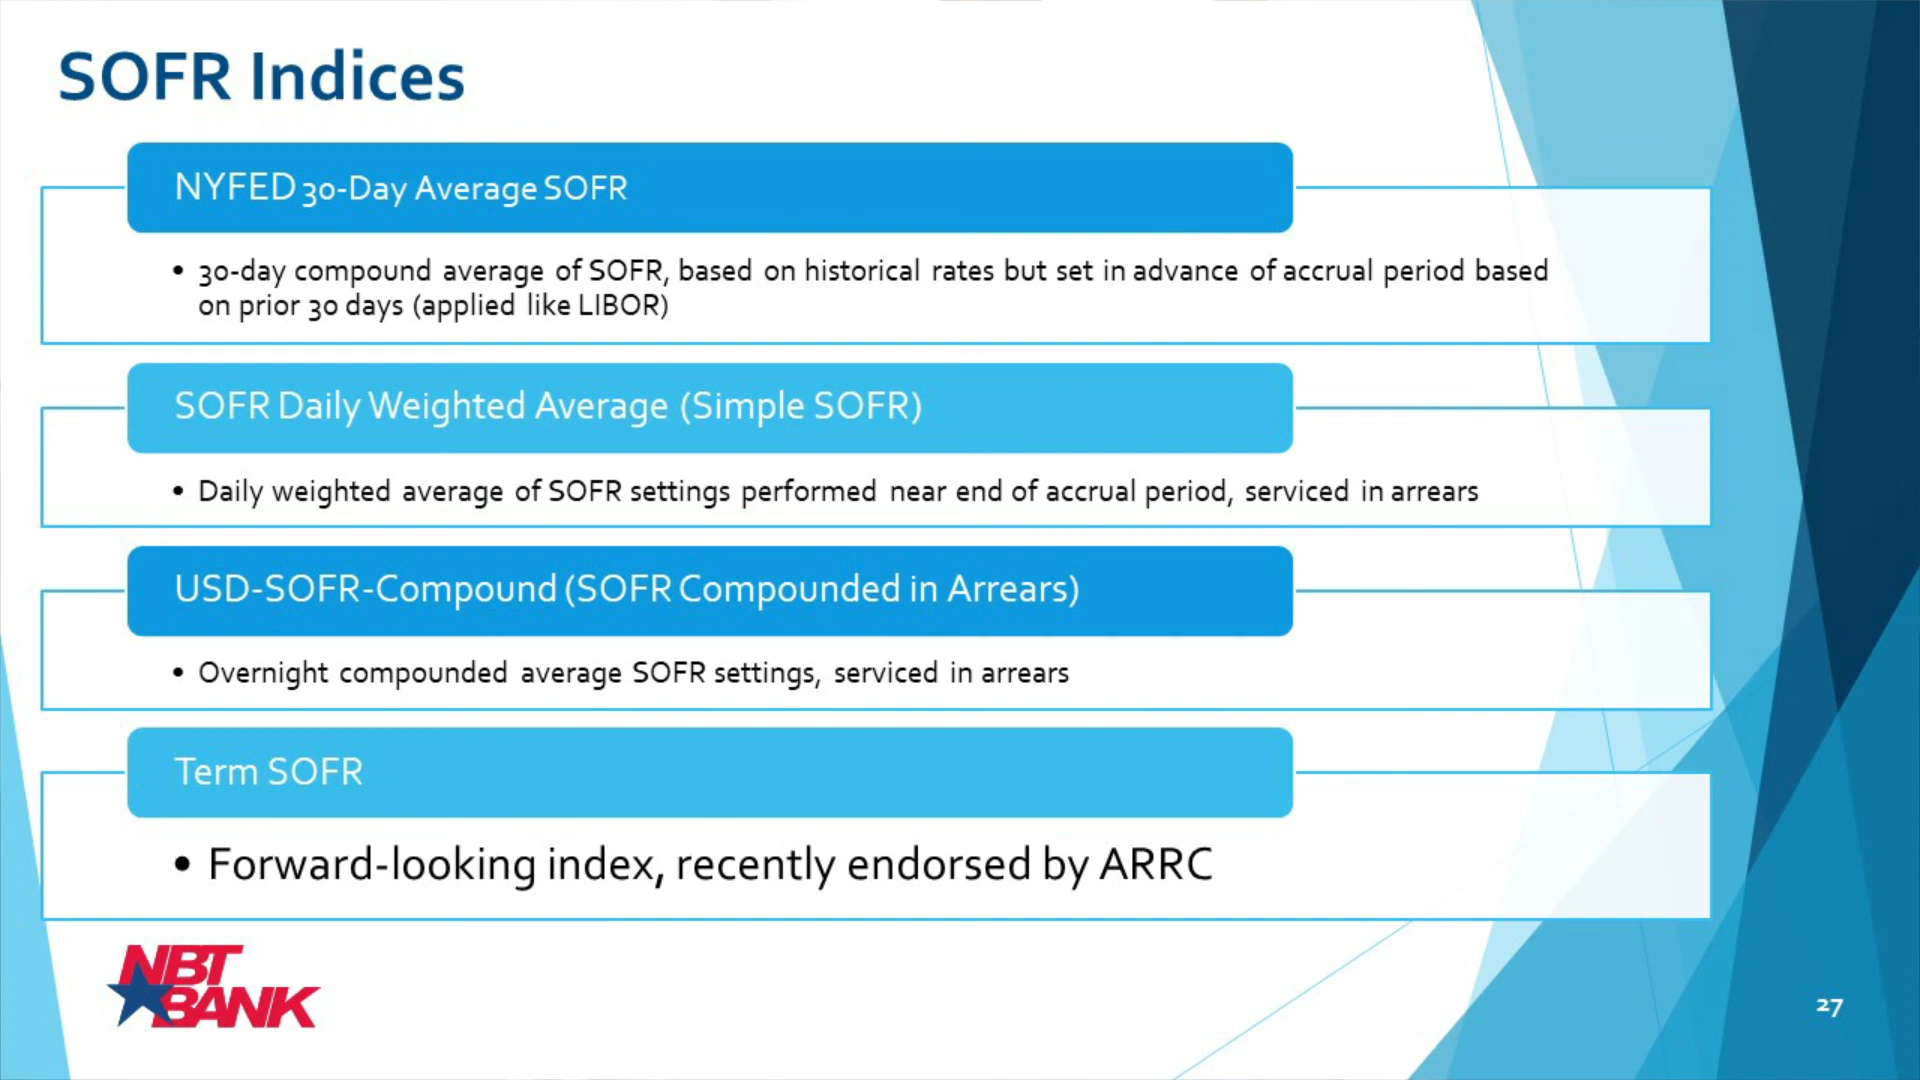 SOFR Indices
NYFED 30-Day Average SOFR
• 30-day compound average of SOFR, based on historical rates but set in advance of accrual period based
on prior 30 days (applied like LIBOR)
SOFR Daily Weighted Average (Simple SOFR)
• Daily weighted average of SOFR settings performed near end of accrual period, serviced in arrears
USD-SOFR-Compound (SOFR Compounded in Arrears)
• Overnight compounded average SOFR settings, serviced in arrears
Term SOFR
• Forward-looking index, recently endorsed by ARRC
NBT
BANK
27